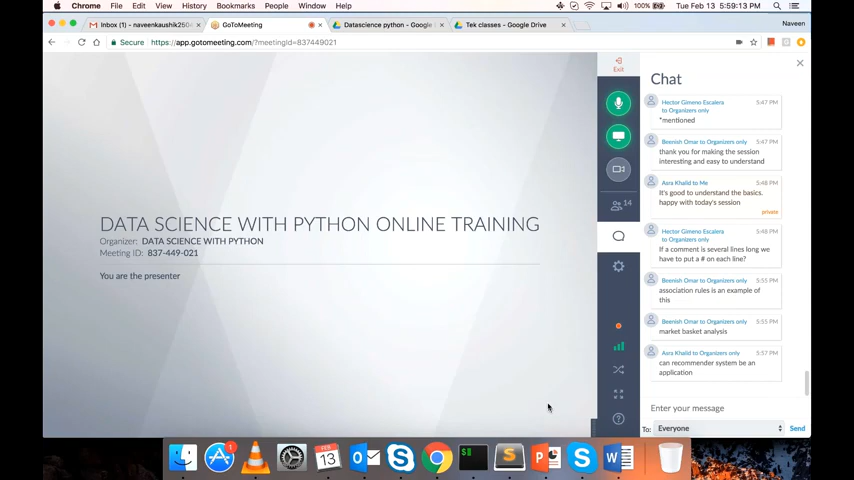 Chrome File Edit View History Bookmarks People Window Help 100% Tue Feb 13 5:59:13 PM Naveen
Inbox (1) - naveenkaushik2504 × GoToMeeting × Datascience python - Google × Tek classes - Google Drive ×
Naveen
Secure https://app.gotomeeting.com/?meetingId=837449021
Exit
14
DATA SCIENCE WITH PYTHON ONLINE TRAINING
Organizer: DATA SCIENCE WITH PYTHON
Meeting ID: 837-449-021
You are the presenter
Chat
Hector Gimeno Escalera 5:47 PM
to Organizers only
*mentioned
Beenish Omar to Organizers only 5:47 PM
thank you for making the session
interesting and easy to understand
Asra Khalid to Me 5:48 PM
It's good to understand the basics.
happy with today's session
private
Hector Gimeno Escalera 5:48 PM
to Organizers only
If a comment is several lines long we
have to put a # on each line?
Beenish Omar to Organizers only 5:55 PM
association rules is an example of
this
Beenish Omar to Organizers only 5:55 PM
market basket analysis
Asra Khalid to Organizers only 5:57 PM
can recommender system be an
application
Enter your message
To: Everyone Send
1
FEB
13